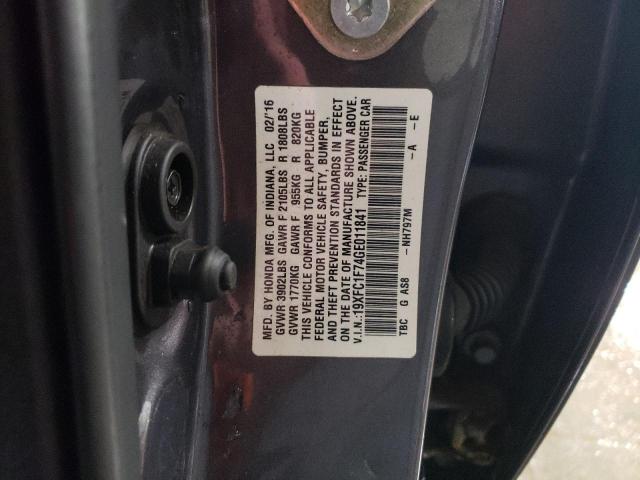 MFD. BY HONDA MFG. OF INDIANA, LLC 02/16
GVWR 3902LBS GAWR F 2105LBS R 1808LBS
GVWR 1770KG GAWR F 955KG R 820KG
THIS VEHICLE CONFORMS TO ALL APPLICABLE
FEDERAL MOTOR VEHICLE SAFETY, BUMPER,
AND THEFT PREVENTION STANDARDS IN EFFECT
ON THE DATE OF MANUFACTURE SHOWN ABOVE.
V.I.N.:19XFC1F74GE011841 TYPE: PASSENGER CAR
TBC G AS8 - NH797M - A - E